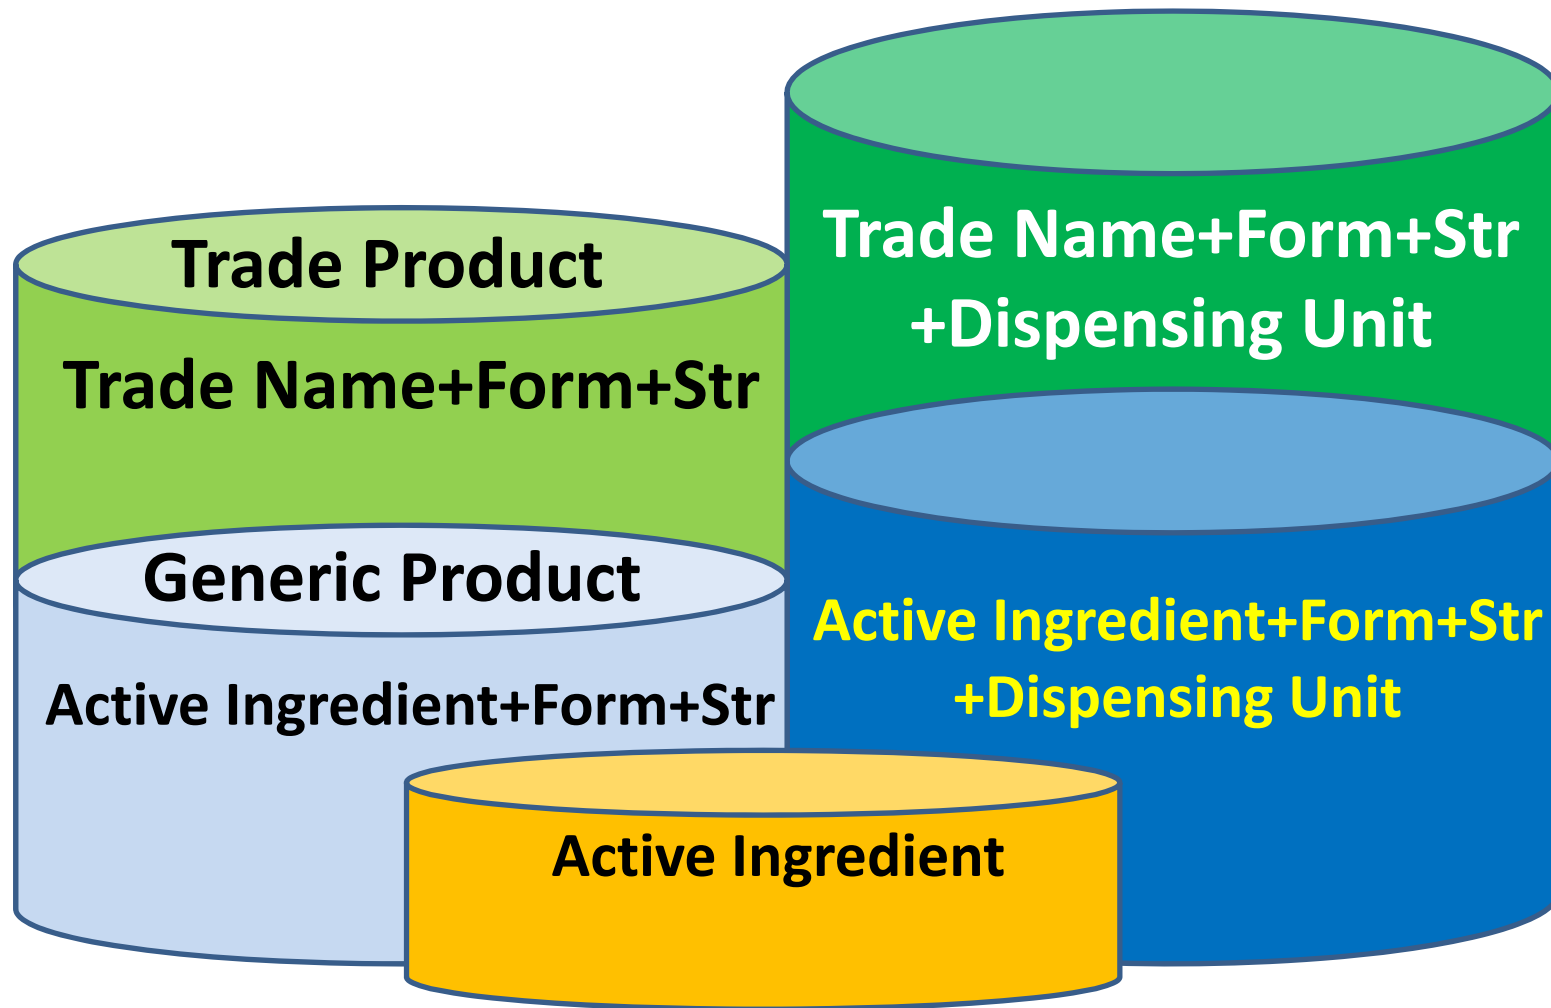 Trade Product
Trade Name+Form+Str
Generic Product
Active Ingredient+Form+Str
Trade Name+Form+Str
+Dispensing Unit
Active Ingredient+Form+Str
+Dispensing Unit
Active Ingredient